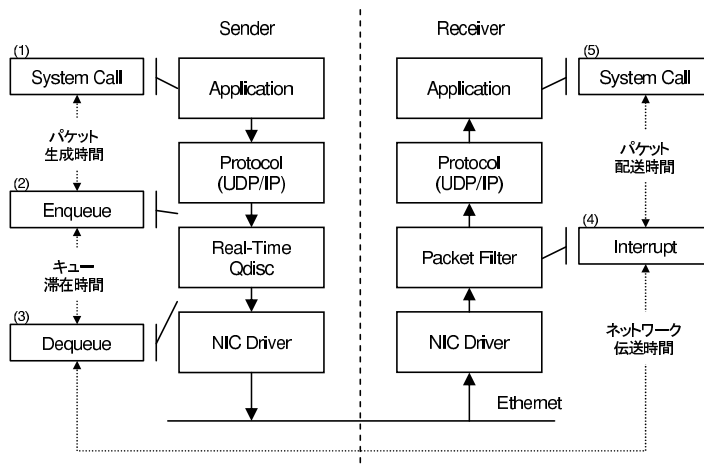 Sender
Receiver
(1)
System Call
パケット
生成時間
(2)
Enqueue
キュー
滞在時間
(3)
Dequeue
Application
Protocol
(UDP/IP)
Real-Time
Qdisc
NIC Driver
Application
Protocol
(UDP/IP)
Packet Filter
NIC Driver
Ethernet
(5)
System Call
パケット
配送時間
(4)
Interrupt
ネットワーク
伝送時間